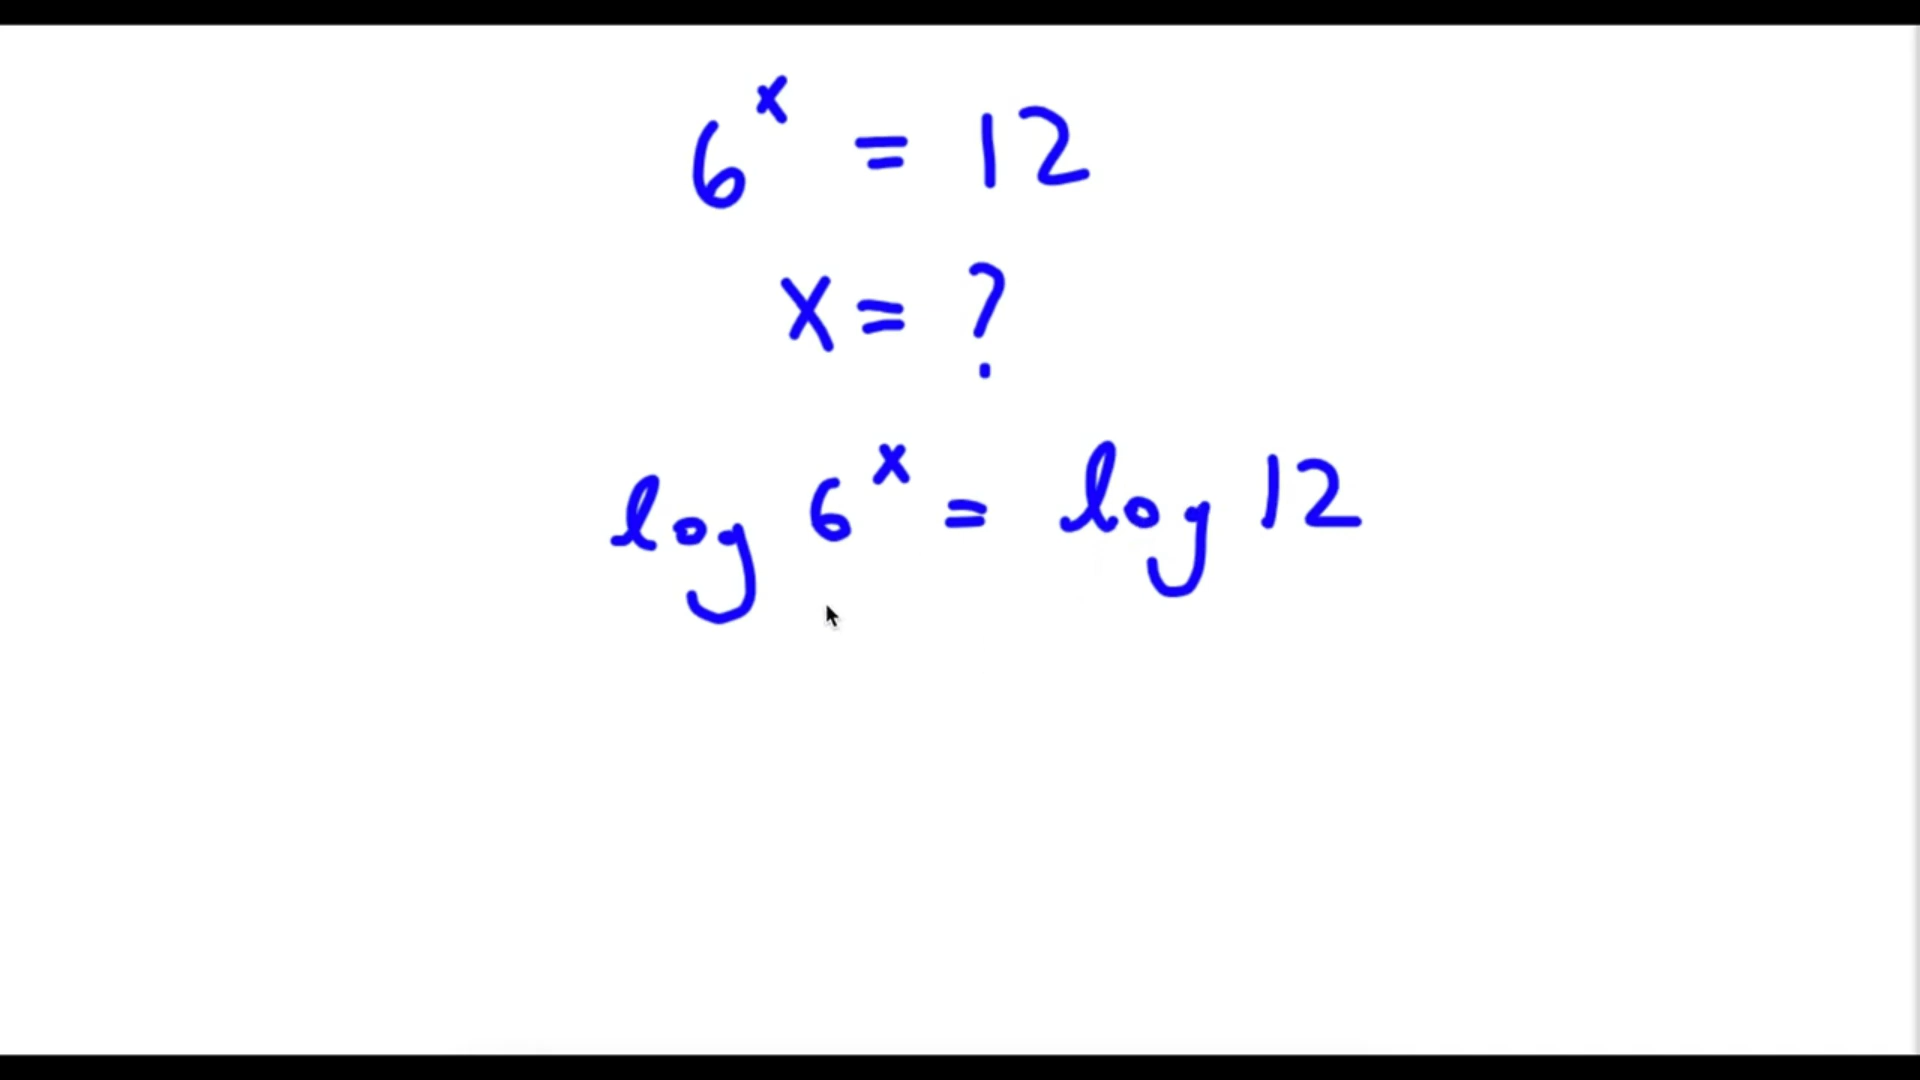 6^x = 12
x = ?
log 6^x = log 12